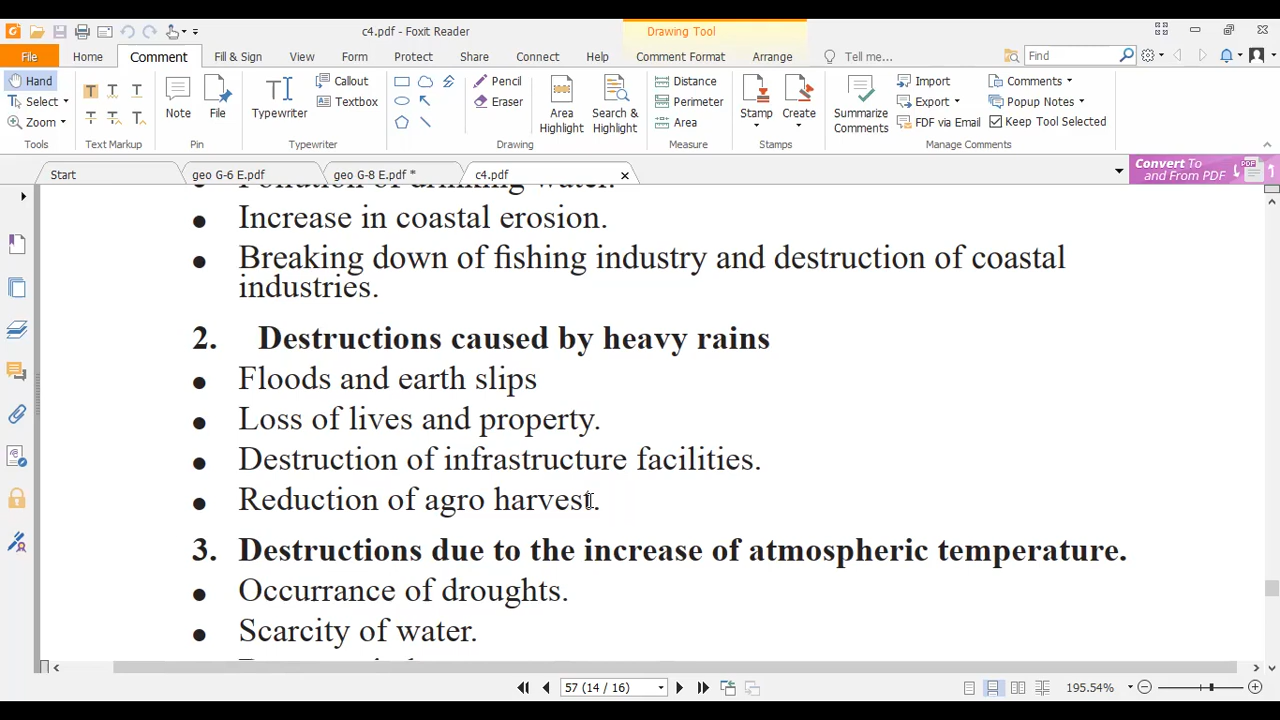 c4.pdf - Foxit Reader
Drawing Tool
File Home Comment Fill & Sign View Form Protect Share Connect Help Comment Format Arrange Tell me... Find
Hand
Select
Zoom
Tools
Text Markup
Note
File
Pin
Typewriter
Callout
Textbox
Typewriter
Pencil
Eraser
Area Highlight
Search & Highlight
Drawing
Distance
Perimeter
Area
Measure
Stamp
Create
Stamps
Summarize Comments
Import
Export
FDF via Email
Comments
Popup Notes
Keep Tool Selected
Manage Comments
Start geo G-6 E.pdf geo G-8 E.pdf * c4.pdf
Convert To
and From PDF
Pollution of drinking water.
• Increase in coastal erosion.
• Breaking down of fishing industry and destruction of coastal
industries.
2. Destructions caused by heavy rains
• Floods and earth slips
• Loss of lives and property.
• Destruction of infrastructure facilities.
• Reduction of agro harvest.
3. Destructions due to the increase of atmospheric temperature.
• Occurrance of droughts.
• Scarcity of water.
57 (14 / 16) 195.54%